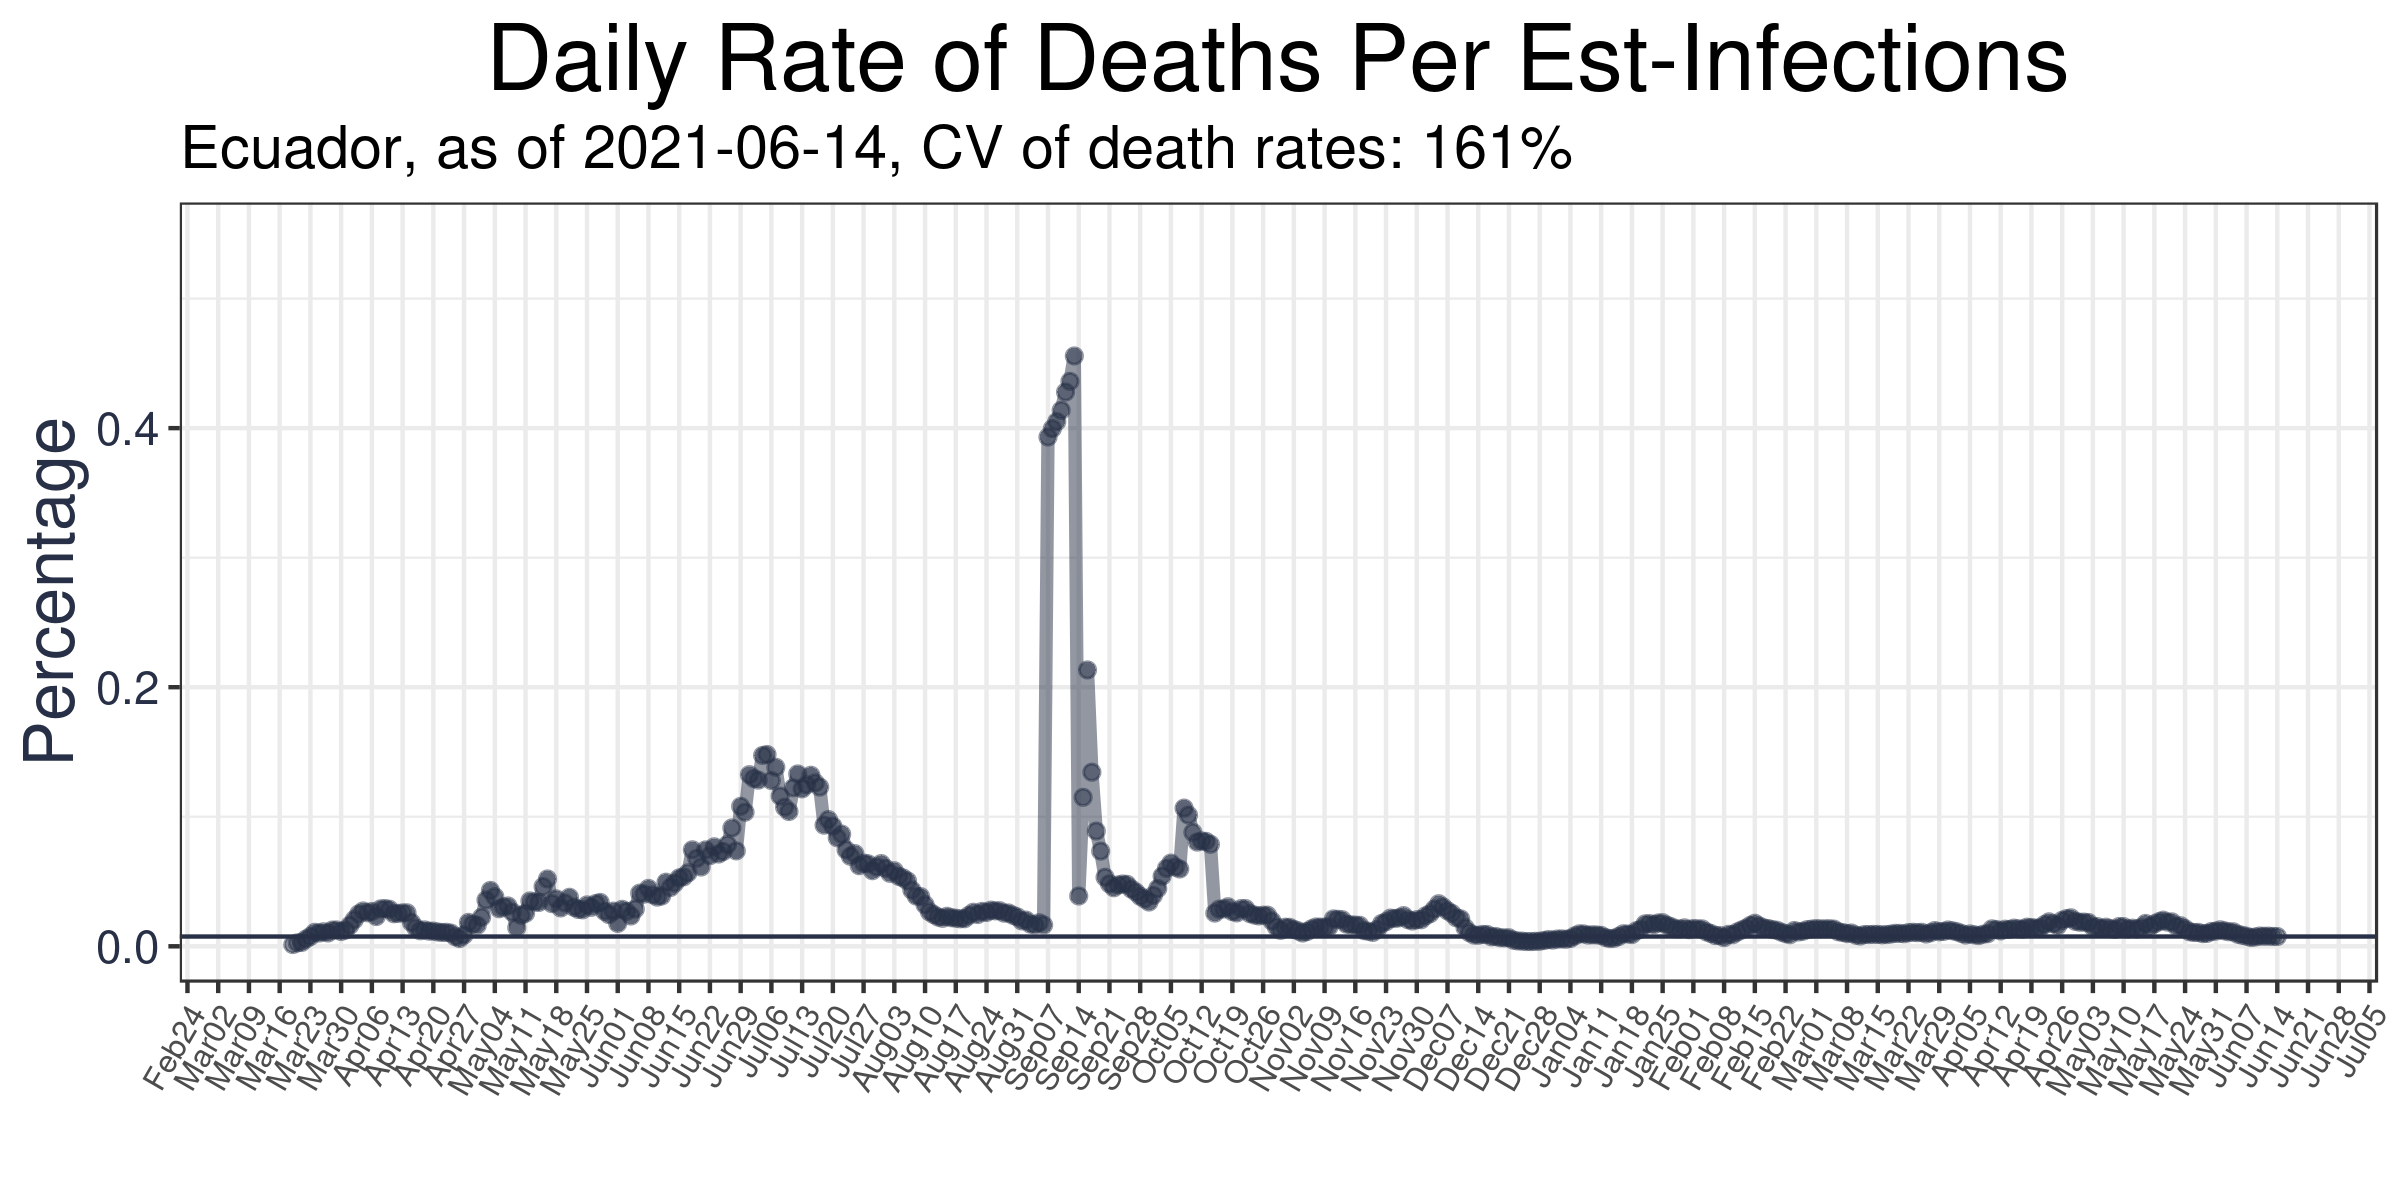 Daily Rate of Deaths Per Est-Infections
Ecuador, as of 2021-06-14, CV of death rates: 161%
Percentage
0.4
0.2
0.0
Feb24
Mar02
Mar09
Mar16
Mar23
Mar30
Apr06
Apr13
Apr20
Apr27
May04
May11
May18
May25
Jun01
Jun08
Jun15
Jun22
Jun29
Jul06
Jul13
Jul20
Jul27
Aug03
Aug10
Aug17
Aug24
Aug31
Sep07
Sep14
Sep21
Sep28
Oct05
Oct12
Oct19
Oct26
Nov02
Nov09
Nov16
Nov23
Nov30
Dec07
Dec14
Dec21
Dec28
Jan04
Jan11
Jan18
Jan25
Feb01
Feb08
Feb15
Feb22
Mar01
Mar08
Mar15
Mar22
Mar29
Apr05
Apr12
Apr19
Apr26
May03
May10
May17
May24
May31
Jun07
Jun14
Jun21
Jun28
Jul05